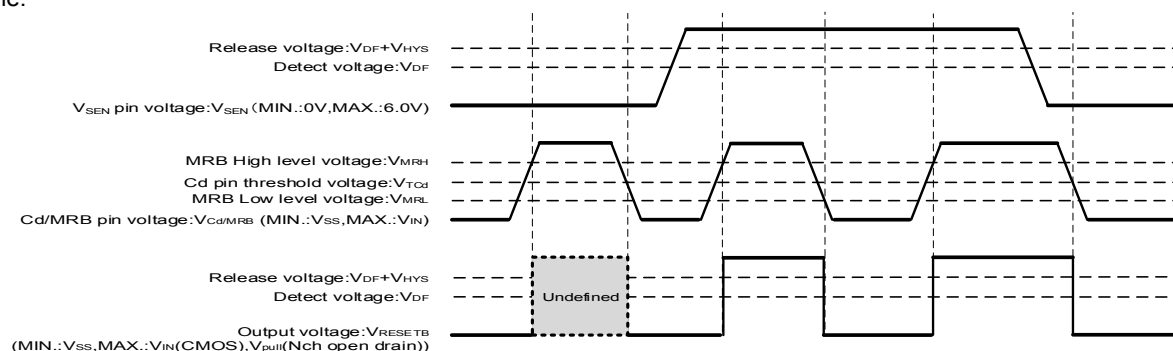 Release voltage:VDF+VHYS
Detect voltage:VDF
VSEN pin voltage:VSEN(MIN.:0V,MAX.:6.0V)
MRB High level voltage:VMRH
Cd pin threshold voltage:VTCd
MRB Low level voltage:VMRL
Cd/MRB pin voltage:VCd/MRB (MIN.:VSS,MAX.:VIN)
Release voltage:VDF+VHYS
Detect voltage:VDF
Undefined
Output voltage:VRESETB
(MIN.:VSS,MAX.:VIN(CMOS),Vpull(Nch open drain))